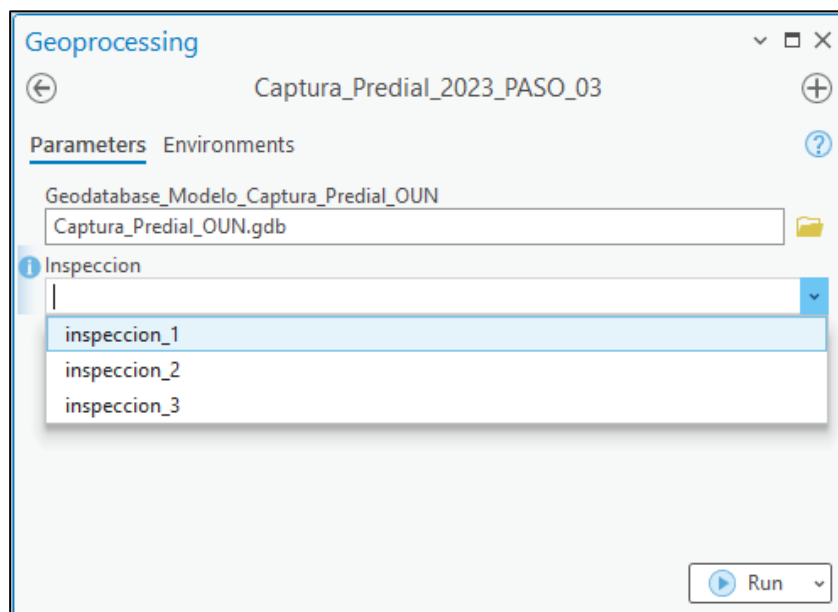 Geoprocessing
Captura_Predial_2023_PASO_03
Parameters Environments
Geodatabase_Modelo_Captura_Predial_OUN
Captura_Predial_OUN.gdb
Inspeccion
inspeccion_1
inspeccion_2
inspeccion_3
Run